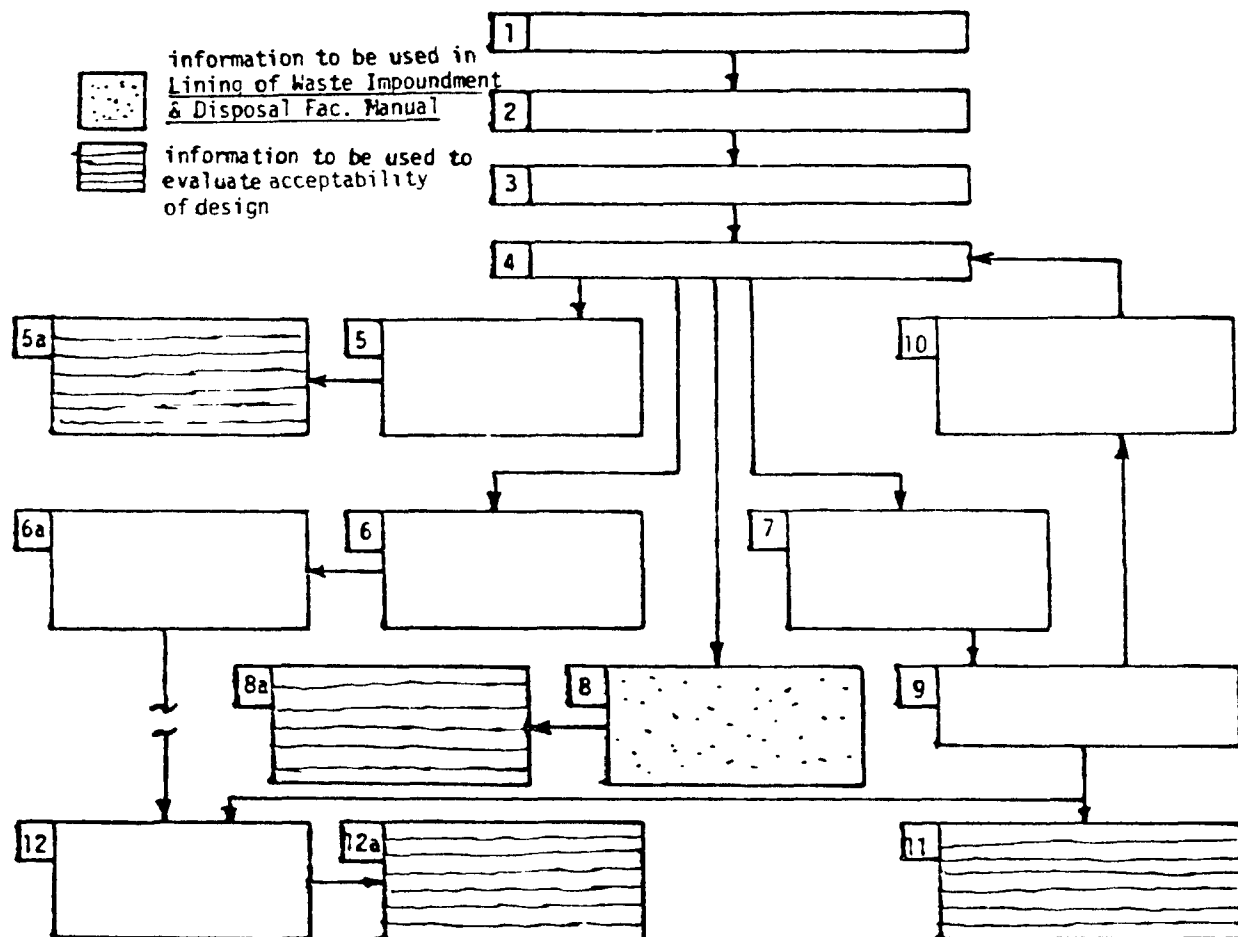 information to be used in
Lining of Waste Impoundment
& Disposal Fac. Manual
information to be used to
evaluate acceptability
of design
1
2
3
4
5a
5
10
6a
6
7
8a
8
9
12
12a
11